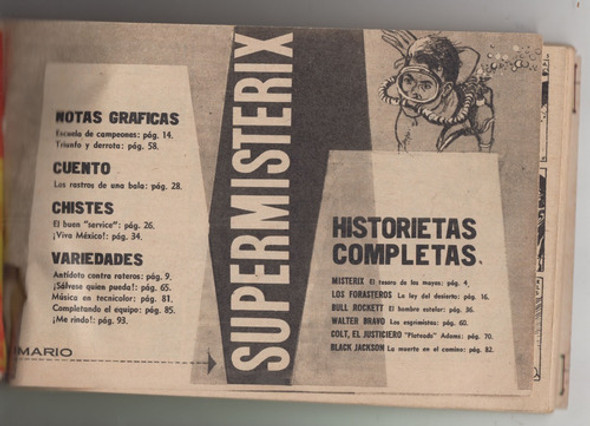 NOTAS GRAFICAS
Escuela de campeones: pág. 14.
Triunfo y derrota: pág. 58.
CUENTO
Los rastros de una bala: pág. 28.
CHISTES
El buen "service": pág. 26.
¡Viva México!: pág. 34.
VARIEDADES
Antídoto contra rateros: pág. 9.
¡Sálvese quien pueda!: pág. 65.
Música en tecnicolor: pág. 81.
Completando el equipo: pág. 85.
¡Me rindo!: pág. 93.
IMARIO
SUPERMISTERIX
HISTORIETAS
COMPLETAS.
MISTERIX El tesoro de los mayas: pág. 4.
LOS FORASTEROS La ley del desierto: pág. 16.
BULL ROCKETT El hombre estelar: pág. 36.
WALTER BRAVO Los esgrimistas: pág. 60.
COLT, EL JUSTICIERO "Plateado" Adams: pág. 70.
BLACK JACKSON La muerte en el camino: pág. 82.